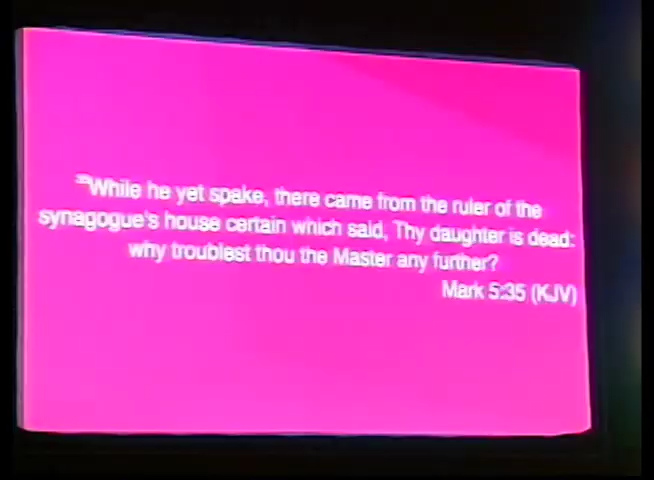 ³⁵While he yet spake, there came from the ruler of the
synagogue's house certain which said, Thy daughter is dead:
why troublest thou the Master any further?
Mark 5:35 (KJV)